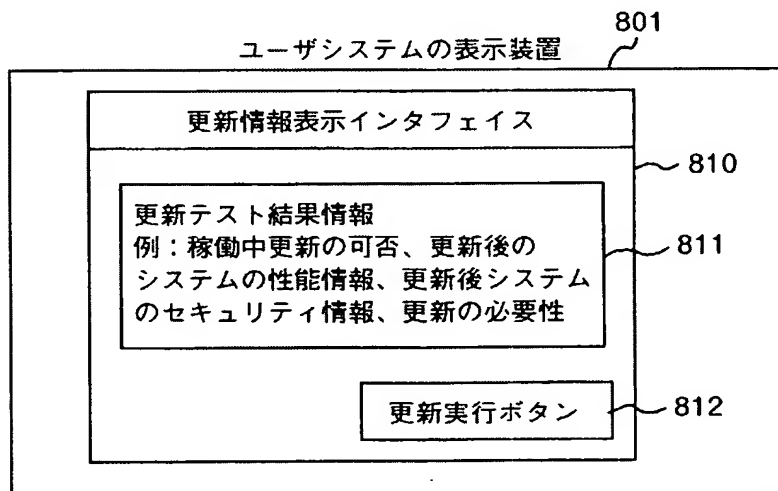 801
ユーザシステムの表示装置
更新情報表示インタフェイス
810
更新テスト結果情報
例：稼働中更新の可否、更新後の
システムの性能情報、更新後システム
のセキュリティ情報、更新の必要性
811
更新実行ボタン
812